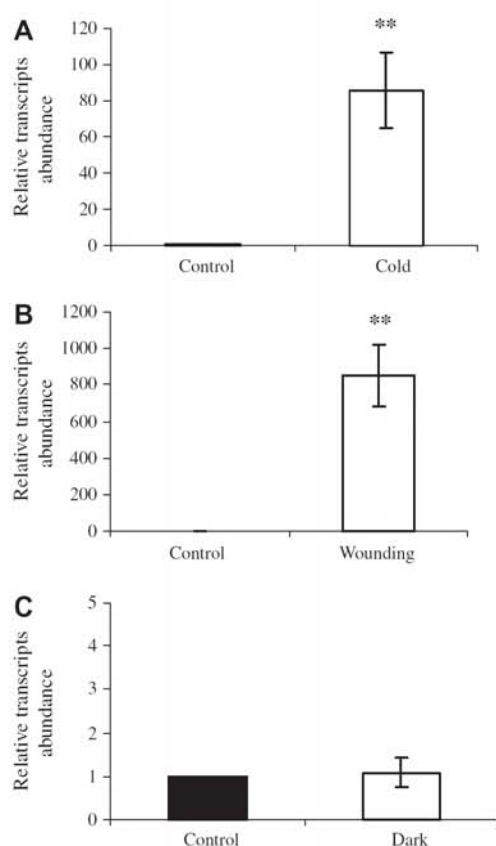 A
Relative transcripts
abundance
120
100
80
60
40
20
0
**
Control
Cold
B
Relative transcripts
abundance
1200
1000
800
600
400
200
0
**
Control
Wounding
C
Relative transcripts
abundance
5
4
3
2
1
0
Control
Dark